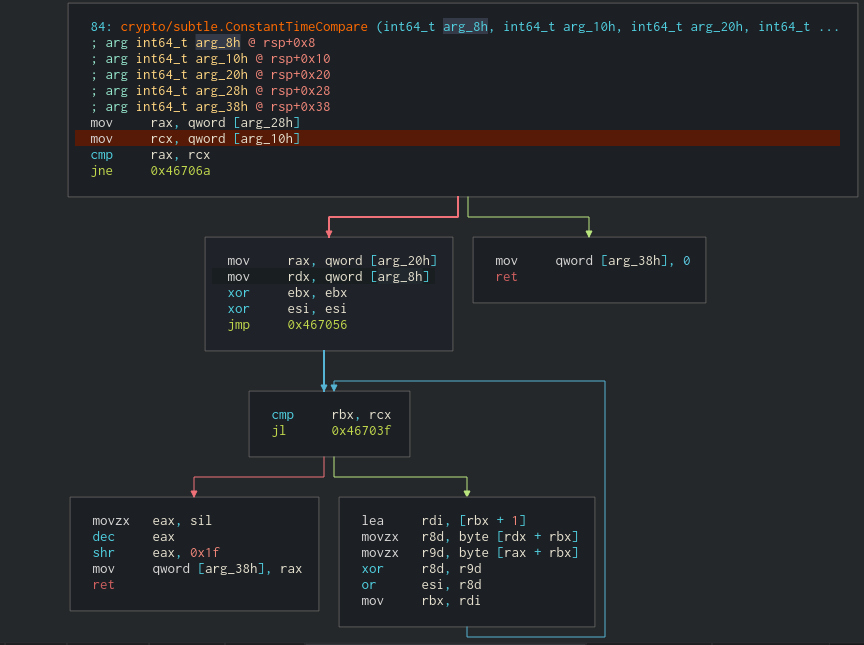 84: crypto/subtle.ConstantTimeCompare (int64_t arg_8h, int64_t arg_10h, int64_t arg_20h, int64_t ...
; arg int64_t arg_8h @ rsp+0x8
; arg int64_t arg_10h @ rsp+0x10
; arg int64_t arg_20h @ rsp+0x20
; arg int64_t arg_28h @ rsp+0x28
; arg int64_t arg_38h @ rsp+0x38
mov rax, qword [arg_28h]
mov rcx, qword [arg_10h]
cmp rax, rcx
jne 0x46706a
mov rax, qword [arg_20h]
mov rdx, qword [arg_8h]
xor ebx, ebx
xor esi, esi
jmp 0x467056
mov qword [arg_38h], 0
ret
cmp rbx, rcx
jl 0x46703f
movzx eax, sil
dec eax
shr eax, 0x1f
mov qword [arg_38h], rax
ret
lea rdi, [rbx + 1]
movzx r8d, byte [rdx + rbx]
movzx r9d, byte [rax + rbx]
xor r8d, r9d
or esi, r8d
mov rbx, rdi